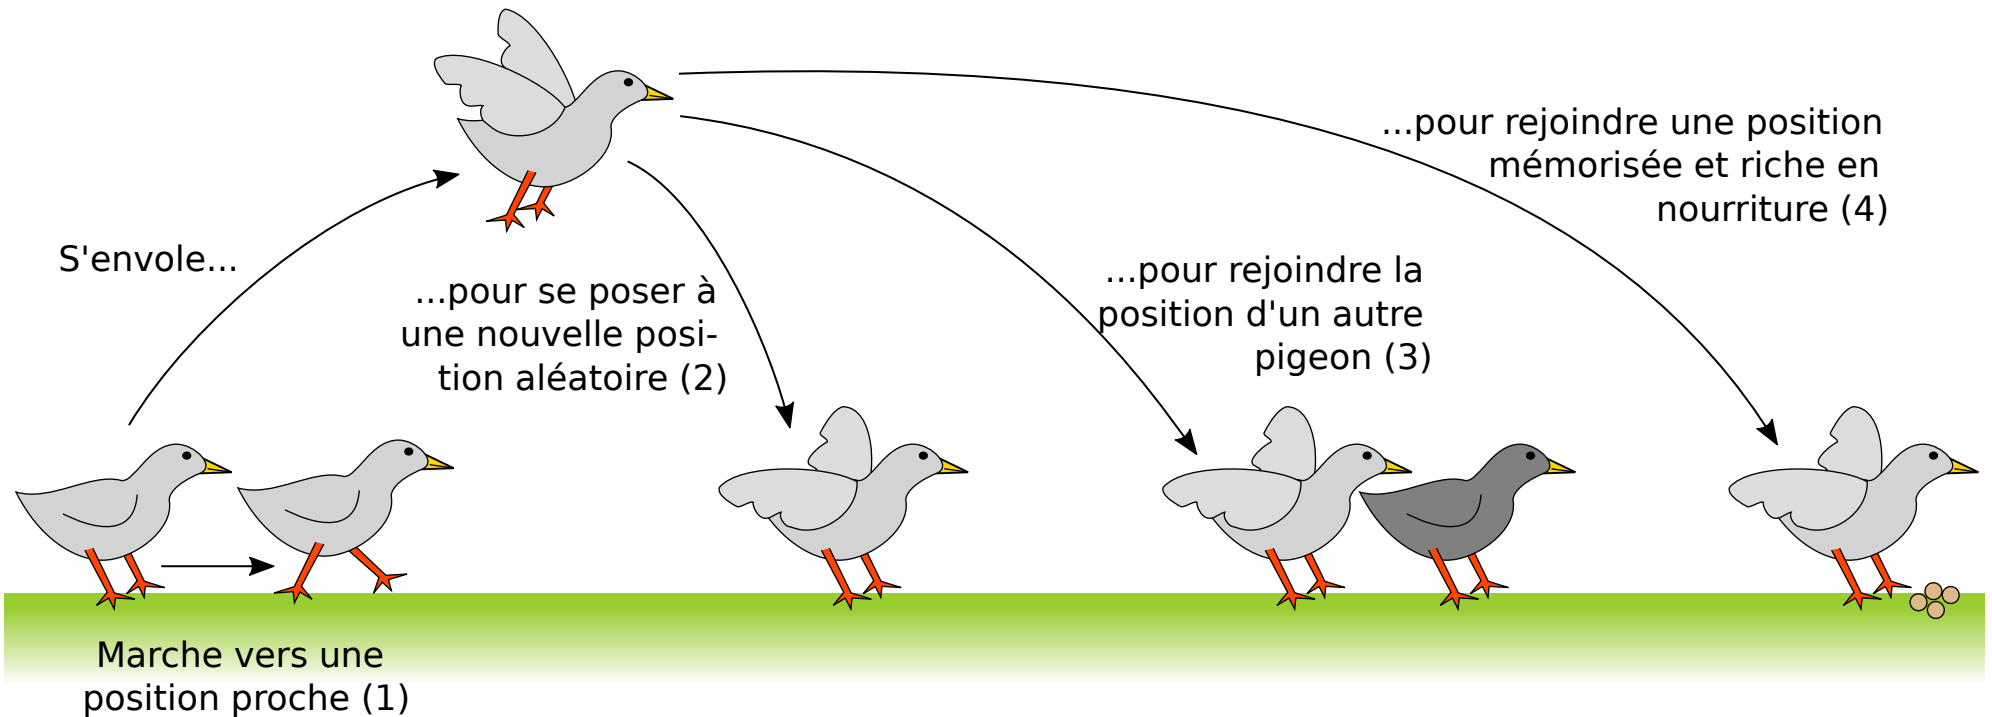 S'envole...
...pour se poser à
une nouvelle posi-
tion aléatoire (2)
...pour rejoindre la
position d'un autre
pigeon (3)
...pour rejoindre une position
mémorisée et riche en
nourriture (4)
Marche vers une
position proche (1)